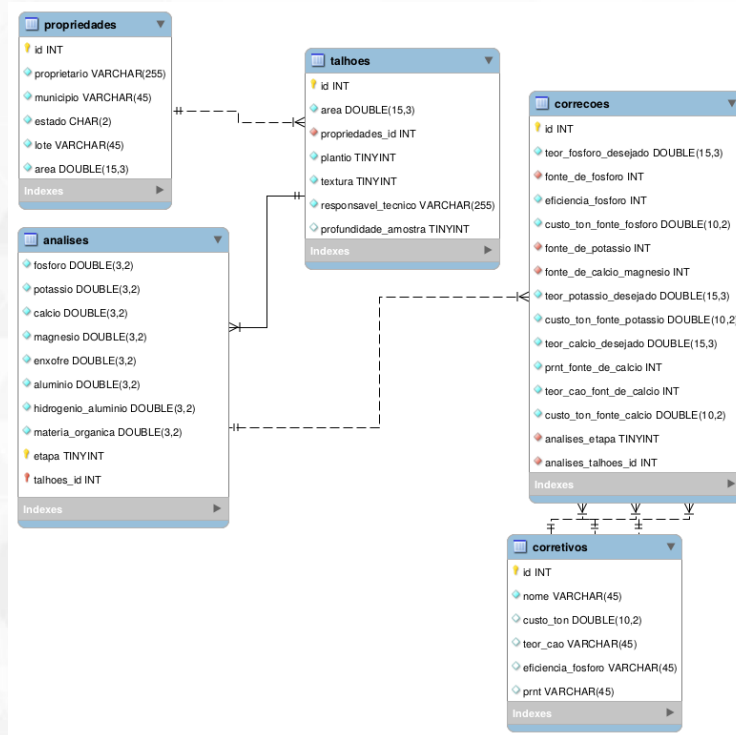 propriedades
id INT
proprietario VARCHAR(255)
municipio VARCHAR(45)
estado CHAR(2)
lote VARCHAR(45)
area DOUBLE(15,3)
Indexes
talhoes
id INT
area DOUBLE(15,3)
propriedades_id INT
plantio TINYINT
textura TINYINT
responsavel_tecnico VARCHAR(255)
profundidade_amostra TINYINT
Indexes
analises
fosforo DOUBLE(3,2)
potassio DOUBLE(3,2)
calcio DOUBLE(3,2)
magnesio DOUBLE(3,2)
enxofre DOUBLE(3,2)
aluminio DOUBLE(3,2)
hidrogenio_aluminio DOUBLE(3,2)
materia_organica DOUBLE(3,2)
etapa TINYINT
talhoes_id INT
Indexes
correcoes
id INT
teor_fosforo_desejado DOUBLE(15,3)
fonte_de_fosforo INT
eficiencia_fosforo INT
custo_ton_fonte_fosforo DOUBLE(10,2)
fonte_de_potassio INT
fonte_de_calcio_magnesio INT
teor_potassio_desejado DOUBLE(15,3)
custo_ton_fonte_potassio DOUBLE(10,2
teor_calcio_desejado DOUBLE(15,3)
prnt_fonte_de_calcio INT
teor_cao_font_de_calcio INT
custo_ton_fonte_calcio DOUBLE(10,2)
analises_etapa TINYINT
analises_talhoes_id INT
Indexes
corretivos
id INT
nome VARCHAR(45)
custo_ton DOUBLE(10,2)
teor_cao VARCHAR(45)
eficiencia_fosforo VARCHAR(45)
prnt VARCHAR(45)
Indexes